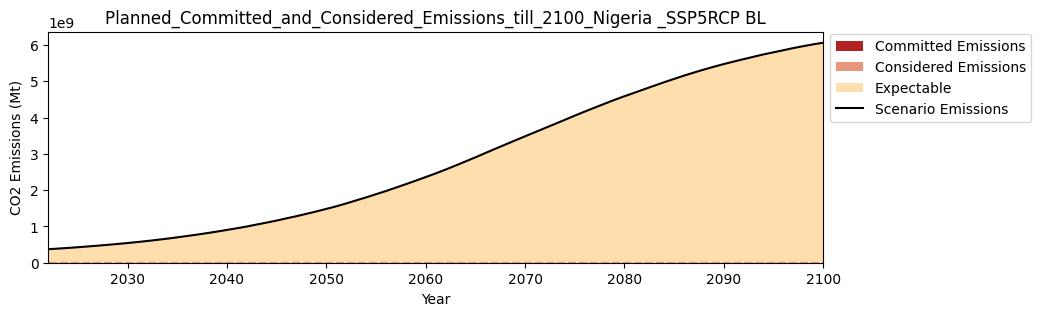 Planned_Committed_and_Considered_Emissions_till_2100_Nigeria _SSP5RCP BL
1e9
6
5
4
3
2
1
0
CO2 Emissions (Mt)
2030 2040 2050 2060 2070 2080 2090 2100
Year
Committed Emissions
Considered Emissions
Expectable
Scenario Emissions